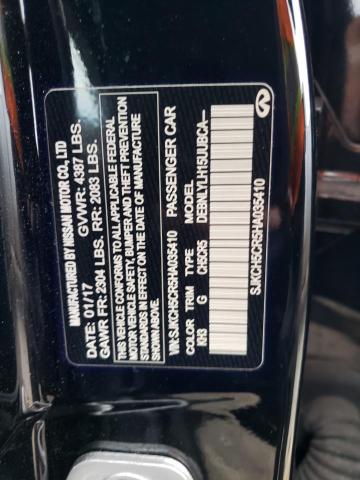 MANUFACTURED BY NISSAN MOTOR CO., LTD
DATE: 01/17 GVWR: 4387 LBS.
GAWR FR: 2304 LBS. RR: 2083 LBS.
THIS VEHICLE CONFORMS TO ALL APPLICABLE FEDERAL
MOTOR VEHICLE SAFETY, BUMPER AND THEFT PREVENTION
STANDARDS IN EFFECT ON THE DATE OF MANUFACTURE
SHOWN ABOVE.
VIN: SJKCH5CR5HA035410 PASSENGER CAR
COLOR TRIM TYPE MODEL
KH3 G CH5CR5 DEBNLYLH15UUBCA--
SJKCH5CR5HA035410